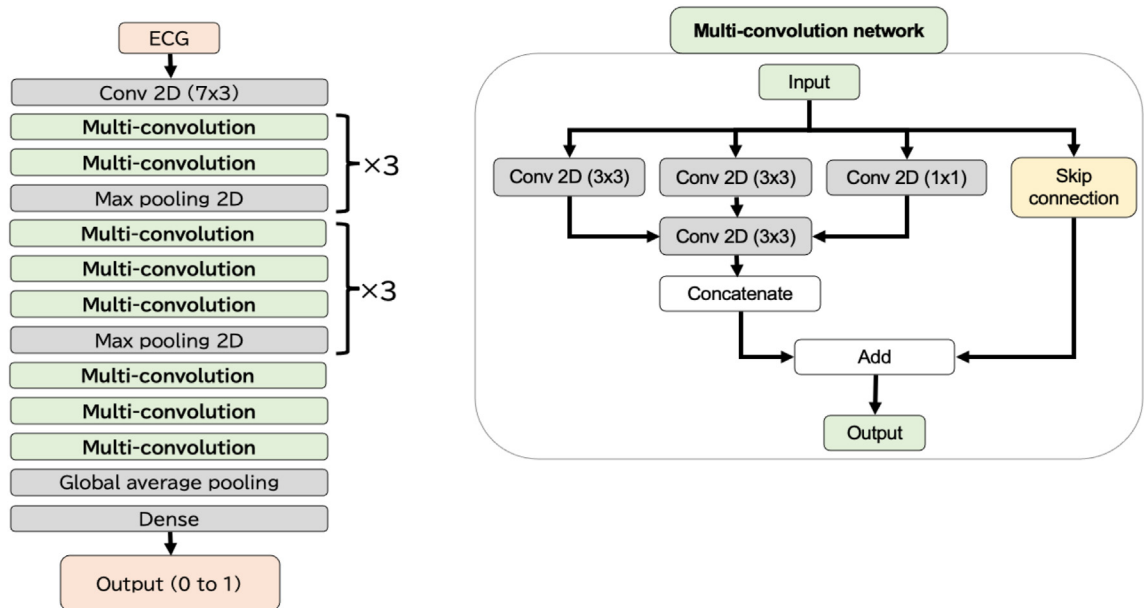 ECG
Conv 2D (7x3)
Multi-convolution
Multi-convolution
Max pooling 2D
×3
Multi-convolution
Multi-convolution
Multi-convolution
Max pooling 2D
×3
Multi-convolution
Multi-convolution
Multi-convolution
Global average pooling
Dense
Output (0 to 1)
Multi-convolution network
Input
Conv 2D (3x3)
Conv 2D (3x3)
Conv 2D (1x1)
Skip
connection
Conv 2D (3x3)
Concatenate
Add
Output